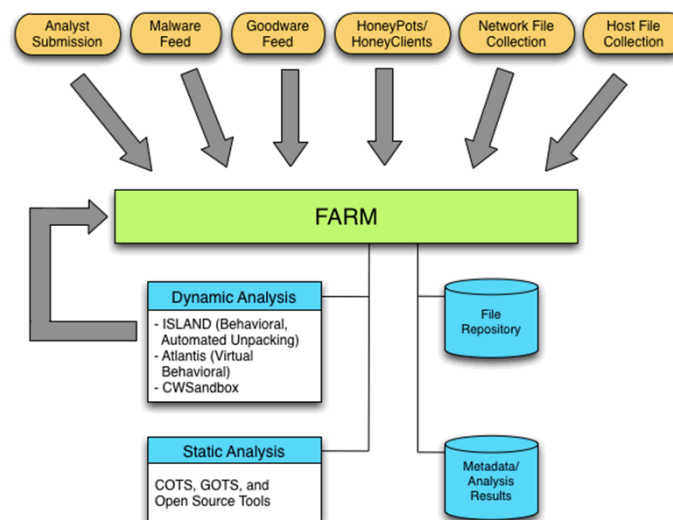 Analyst
Submission
Malware
Feed
Goodware
Feed
HoneyPots/
HoneyClients
Network File
Collection
Host File
Collection
FARM
Dynamic Analysis
- ISLAND (Behavioral,
Automated Unpacking)
- Atlantis (Virtual
Behavioral)
- CWSandbox
File
Repository
Static Analysis
COTS, GOTS, and
Open Source Tools
Metadata/
Analysis
Results